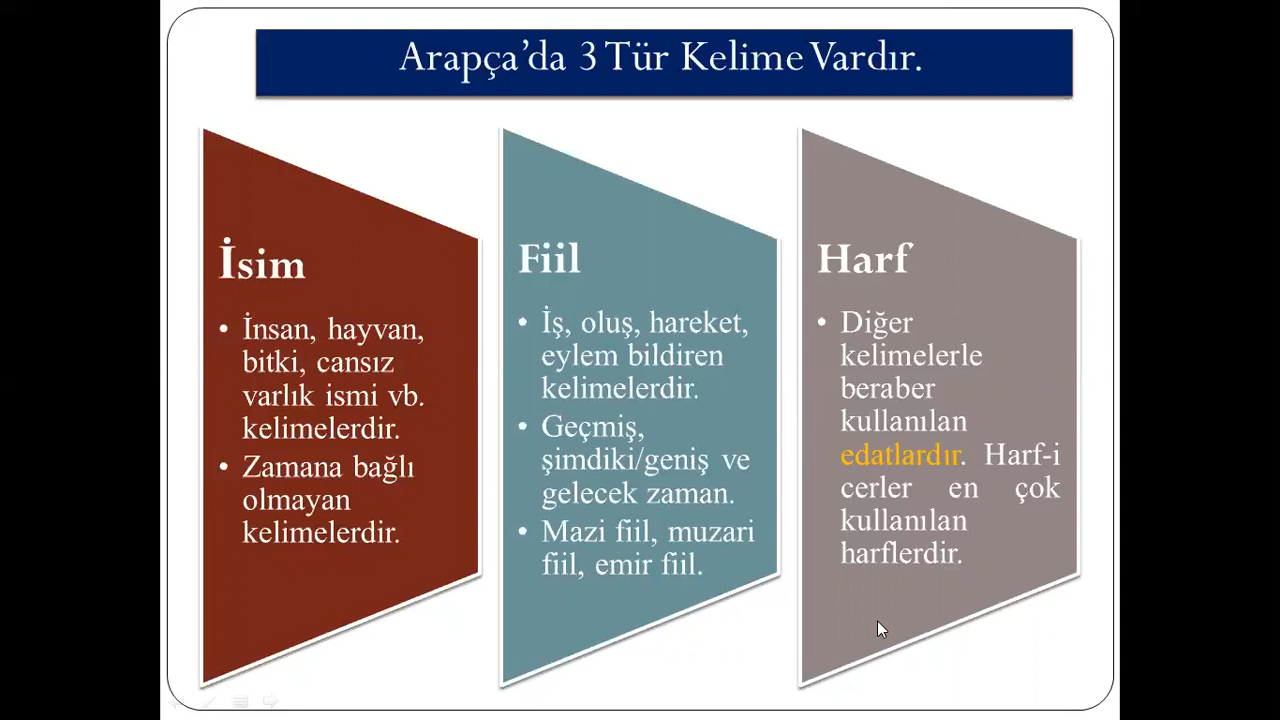 Arapça’da 3 Tür Kelime Vardır.
İsim
• İnsan, hayvan,
bitki, cansız
varlık ismi vb.
kelimelerdir.
• Zamana bağlı
olmayan
kelimelerdir.
Fiil
• İş, oluş, hareket,
eylem bildiren
kelimelerdir.
• Geçmiş,
şimdiki/geniş ve
gelecek zaman.
• Mazi fiil, muzari
fiil, emir fiil.
Harf
• Diğer
kelimelerle
beraber
kullanılan
edatlardır. Harf-i
cerler en çok
kullanılan
harflerdir.